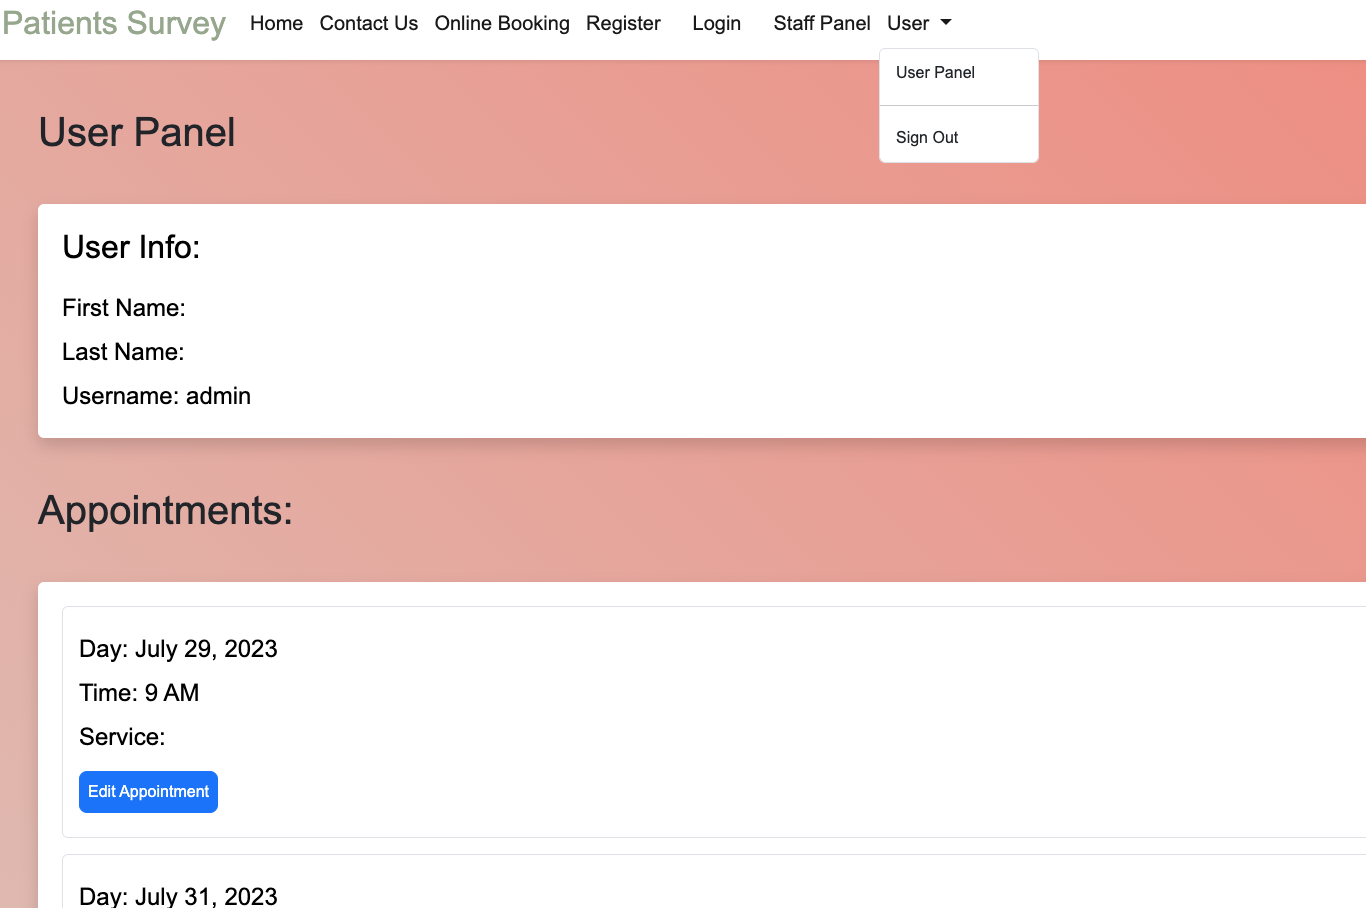 Patients Survey Home Contact Us Online Booking Register Login Staff Panel User
User Panel
Sign Out
User Panel
User Info:
First Name:
Last Name:
Username: admin
Appointments:
Day: July 29, 2023
Time: 9 AM
Service:
Edit Appointment
Day: July 31, 2023